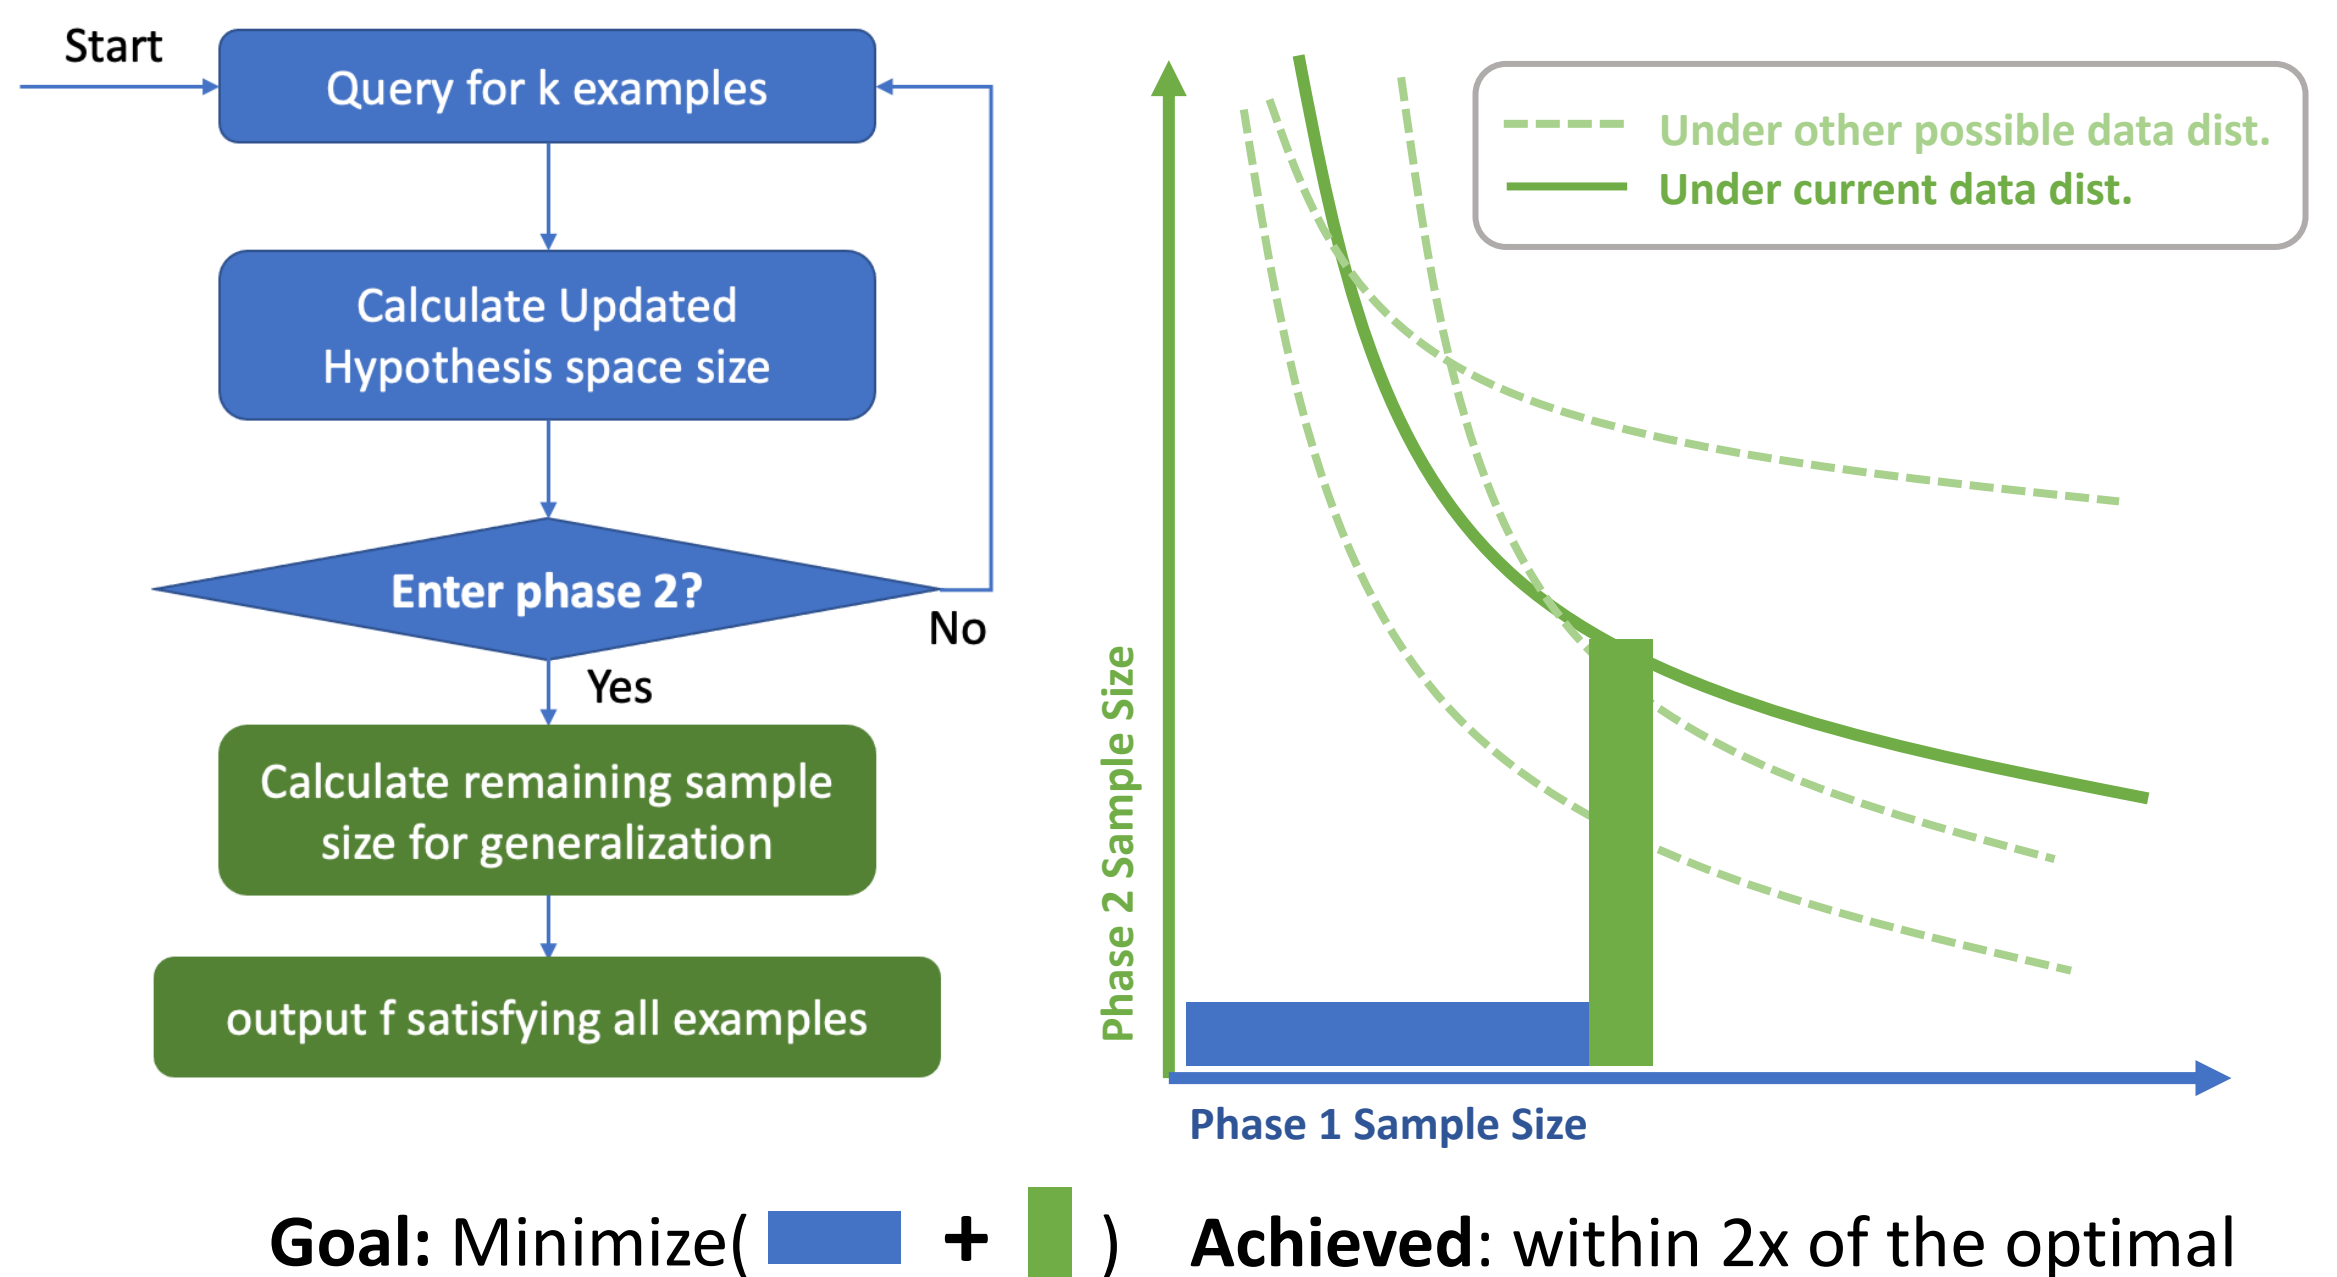 Start
Query for k examples
Calculate Updated
Hypothesis space size
Enter phase 2?
No
Yes
Calculate remaining sample
size for generalization
output f satisfying all examples
Under other possible data dist.
Under current data dist.
Phase 2 Sample Size
Phase 1 Sample Size
Goal: Minimize( + )
Achieved: within 2x of the optimal